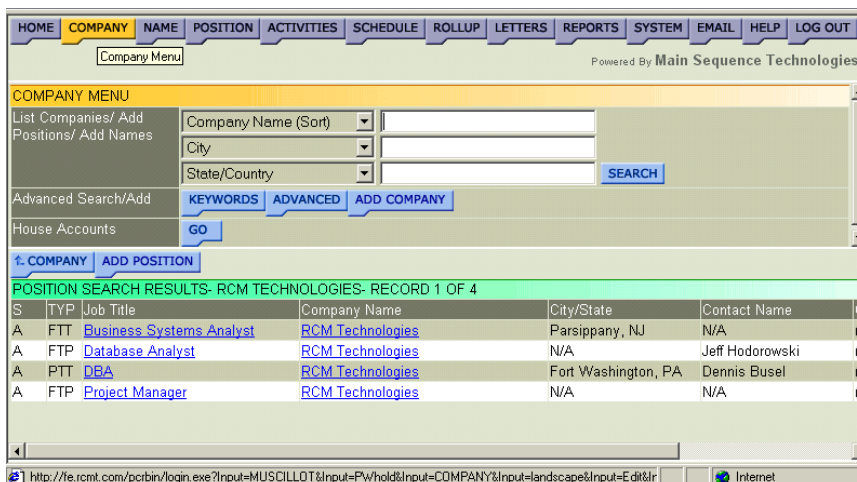 HOME COMPANY NAME POSITION ACTIVITIES SCHEDULE ROLLUP LETTERS REPORTS SYSTEM EMAIL HELP LOG OUT
Company Menu
Powered By Main Sequence Technologies
COMPANY MENU
List Companies/ Add Positions/ Add Names
Company Name (Sort)
City
State/Country
SEARCH
Advanced Search/Add KEYWORDS ADVANCED ADD COMPANY
House Accounts GO
COMPANY ADD POSITION
POSITION SEARCH RESULTS- RCM TECHNOLOGIES- RECORD 1 OF 4
S TYP Job Title Company Name City/State Contact Name
A FTT Business Systems Analyst RCM Technologies Parsippany, NJ N/A
A FTP Database Analyst RCM Technologies N/A Jeff Hodorowski
A PTT DBA RCM Technologies Fort Washington, PA Dennis Busel
A FTP Project Manager RCM Technologies N/A N/A
http://fe.rcmt.com/pcrbin/login.exe?Input=MUSCILLOT&Input=PWhold&Input=COMPANY&Input=landscape&Input=Edit&Ir Internet